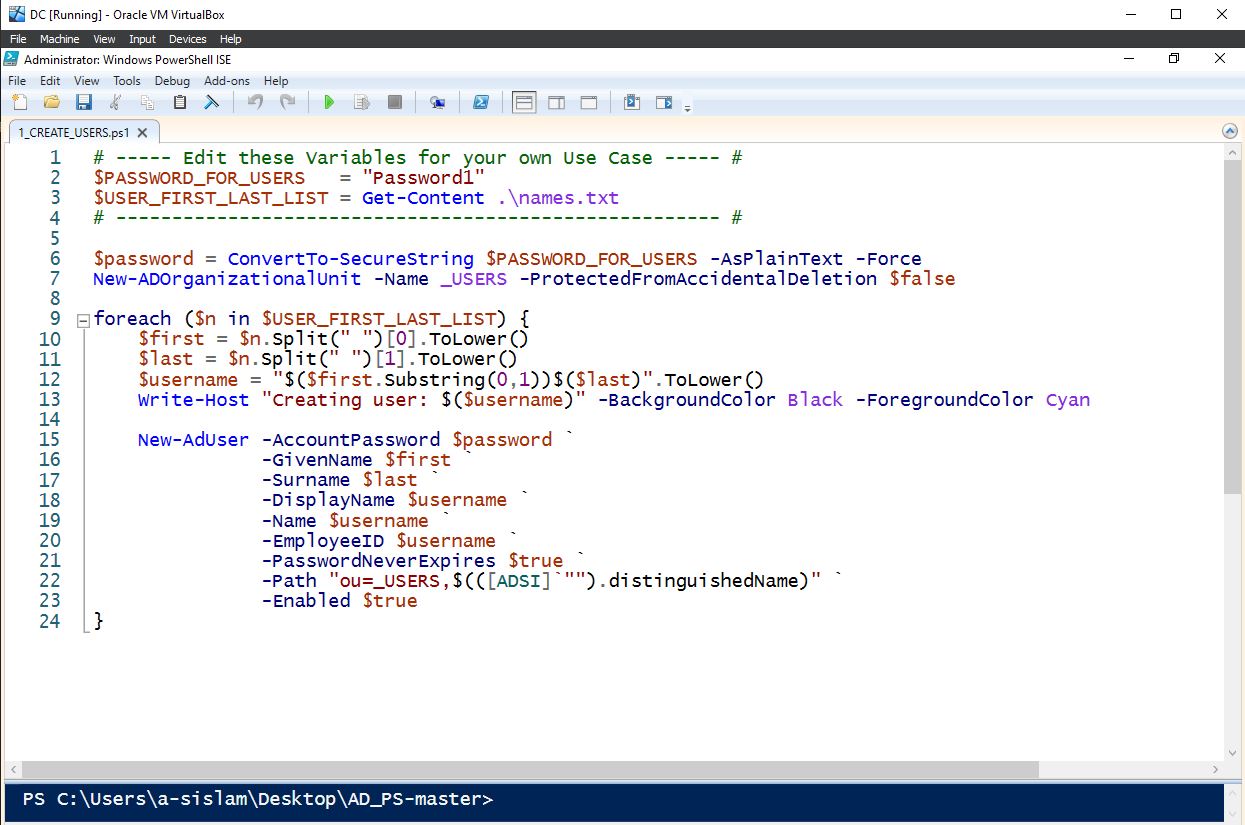 DC [Running] - Oracle VM VirtualBox
File Machine View Input Devices Help
Administrator: Windows PowerShell ISE
File Edit View Tools Debug Add-ons Help
1_CREATE_USERS.ps1
1 # ----- Edit these Variables for your own Use Case ----- #
2 $PASSWORD_FOR_USERS   = "Password1"
3 $USER_FIRST_LAST_LIST = Get-Content .\names.txt
4 # ------------------------------------------------------ #
5
6 $password = ConvertTo-SecureString $PASSWORD_FOR_USERS -AsPlainText -Force
7 New-ADOrganizationalUnit -Name _USERS -ProtectedFromAccidentalDeletion $false
8
9 foreach ($n in $USER_FIRST_LAST_LIST) {
10     $first = $n.Split(" ")[0].ToLower()
11     $last = $n.Split(" ")[1].ToLower()
12     $username = "$($first.Substring(0,1))$($last)".ToLower()
13     Write-Host "Creating user: $($username)" -BackgroundColor Black -ForegroundColor Cyan
14
15     New-AdUser -AccountPassword $password `
16                -GivenName $first `
17                -Surname $last `
18                -DisplayName $username `
19                -Name $username `
20                -EmployeeID $username `
21                -PasswordNeverExpires $true `
22                -Path "ou=_USERS,$(([ADSI]`"").distinguishedName)" `
23                -Enabled $true
24 }
PS C:\Users\a-sislam\Desktop\AD_PS-master>